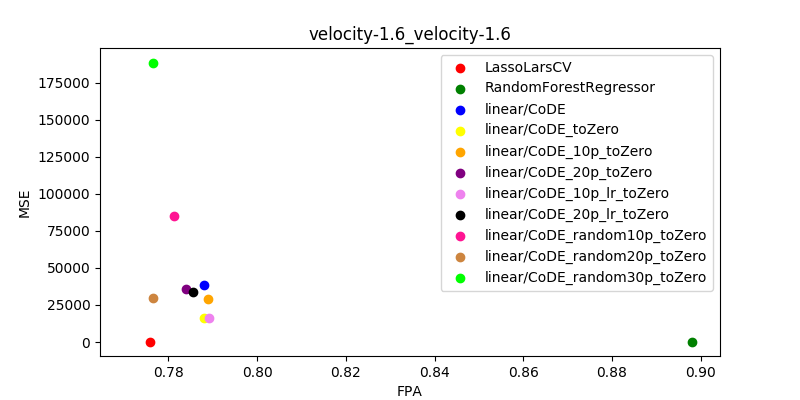 velocity-1.6_velocity-1.6
MSE
175000
150000
125000
100000
75000
50000
25000
0
LassoLarsCV
RandomForestRegressor
linear/CoDE
linear/CoDE_toZero
linear/CoDE_10p_toZero
linear/CoDE_20p_toZero
linear/CoDE_10p_lr_toZero
linear/CoDE_20p_lr_toZero
linear/CoDE_random10p_toZero
linear/CoDE_random20p_toZero
linear/CoDE_random30p_toZero
0.78 0.80 0.82 0.84 0.86 0.88 0.90
FPA